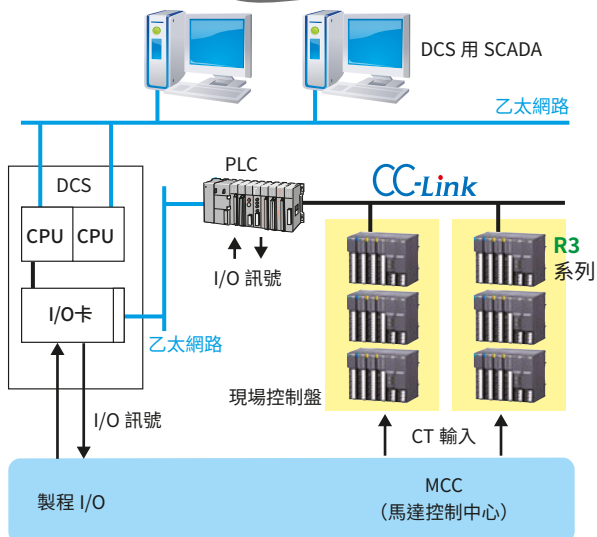 DCS 用 SCADA
乙太網路
DCS
PLC
CC-Link
CPU
CPU
R3
系列
I/O 訊號
I/O卡
乙太網路
現場控制盤
I/O 訊號
CT 輸入
製程 I/O
MCC
（馬達控制中心）